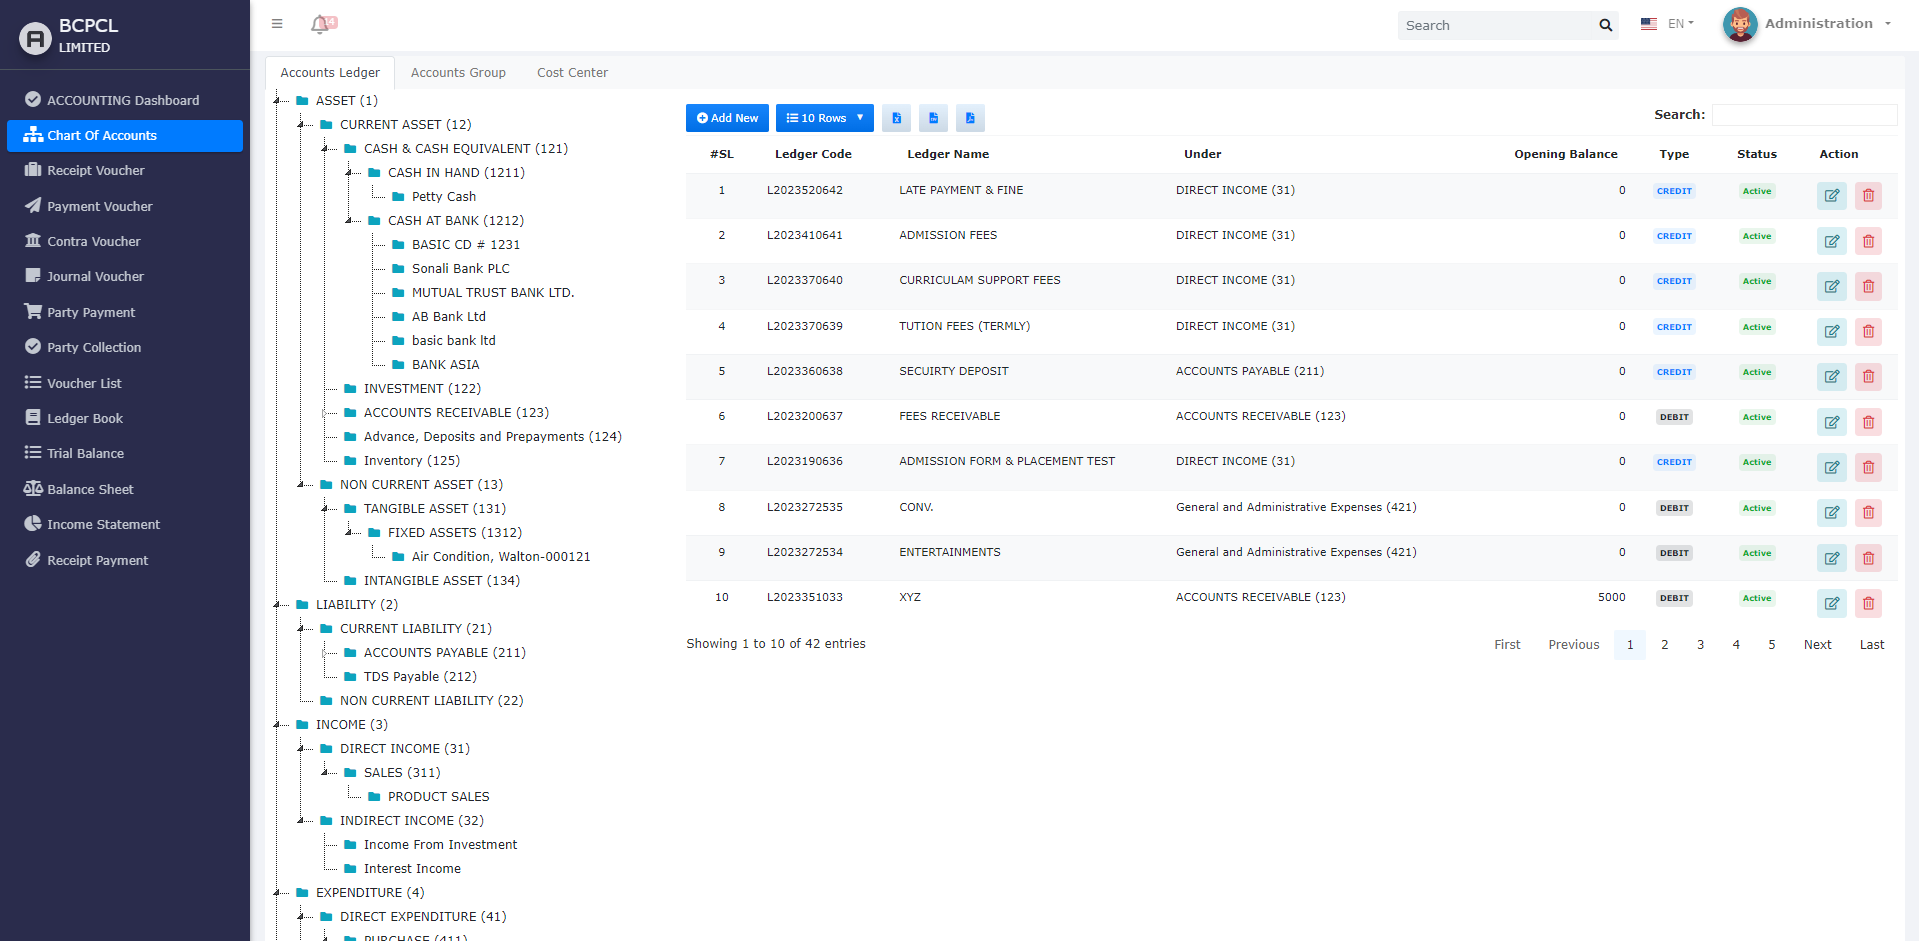 BCPCL
LIMITED
ACCOUNTING Dashboard
Chart Of Accounts
Receipt Voucher
Payment Voucher
Contra Voucher
Journal Voucher
Party Payment
Party Collection
Voucher List
Ledger Book
Trial Balance
Balance Sheet
Income Statement
Receipt Payment
Search
EN
Administration
Accounts Ledger Accounts Group Cost Center
ASSET (1)
CURRENT ASSET (12)
CASH & CASH EQUIVALENT (121)
CASH IN HAND (1211)
Petty Cash
CASH AT BANK (1212)
BASIC CD # 1231
Sonali Bank PLC
MUTUAL TRUST BANK LTD.
AB Bank Ltd
basic bank ltd
BANK ASIA
INVESTMENT (122)
ACCOUNTS RECEIVABLE (123)
Advance, Deposits and Prepayments (124)
Inventory (125)
NON CURRENT ASSET (13)
TANGIBLE ASSET (131)
FIXED ASSETS (1312)
Air Condition, Walton-000121
INTANGIBLE ASSET (134)
LIABILITY (2)
CURRENT LIABILITY (21)
ACCOUNTS PAYABLE (211)
TDS Payable (212)
NON CURRENT LIABILITY (22)
INCOME (3)
DIRECT INCOME (31)
SALES (311)
PRODUCT SALES
INDIRECT INCOME (32)
Income From Investment
Interest Income
EXPENDITURE (4)
DIRECT EXPENDITURE (41)
PURCHASE (411)
Add New 10 Rows Search:
#SL Ledger Code Ledger Name Under Opening Balance Type Status Action
1 L2023520642 LATE PAYMENT & FINE DIRECT INCOME (31) 0 CREDIT Active
2 L2023410641 ADMISSION FEES DIRECT INCOME (31) 0 CREDIT Active
3 L2023370640 CURRICULAM SUPPORT FEES DIRECT INCOME (31) 0 CREDIT Active
4 L2023370639 TUTION FEES (TERMLY) DIRECT INCOME (31) 0 CREDIT Active
5 L2023360638 SECUIRTY DEPOSIT ACCOUNTS PAYABLE (211) 0 CREDIT Active
6 L2023200637 FEES RECEIVABLE ACCOUNTS RECEIVABLE (123) 0 DEBIT Active
7 L2023190636 ADMISSION FORM & PLACEMENT TEST DIRECT INCOME (31) 0 CREDIT Active
8 L2023272535 CONV. General and Administrative Expenses (421) 0 DEBIT Active
9 L2023272534 ENTERTAINMENTS General and Administrative Expenses (421) 0 DEBIT Active
10 L2023351033 XYZ ACCOUNTS RECEIVABLE (123) 5000 DEBIT Active
Showing 1 to 10 of 42 entries First Previous 1 2 3 4 5 Next Last